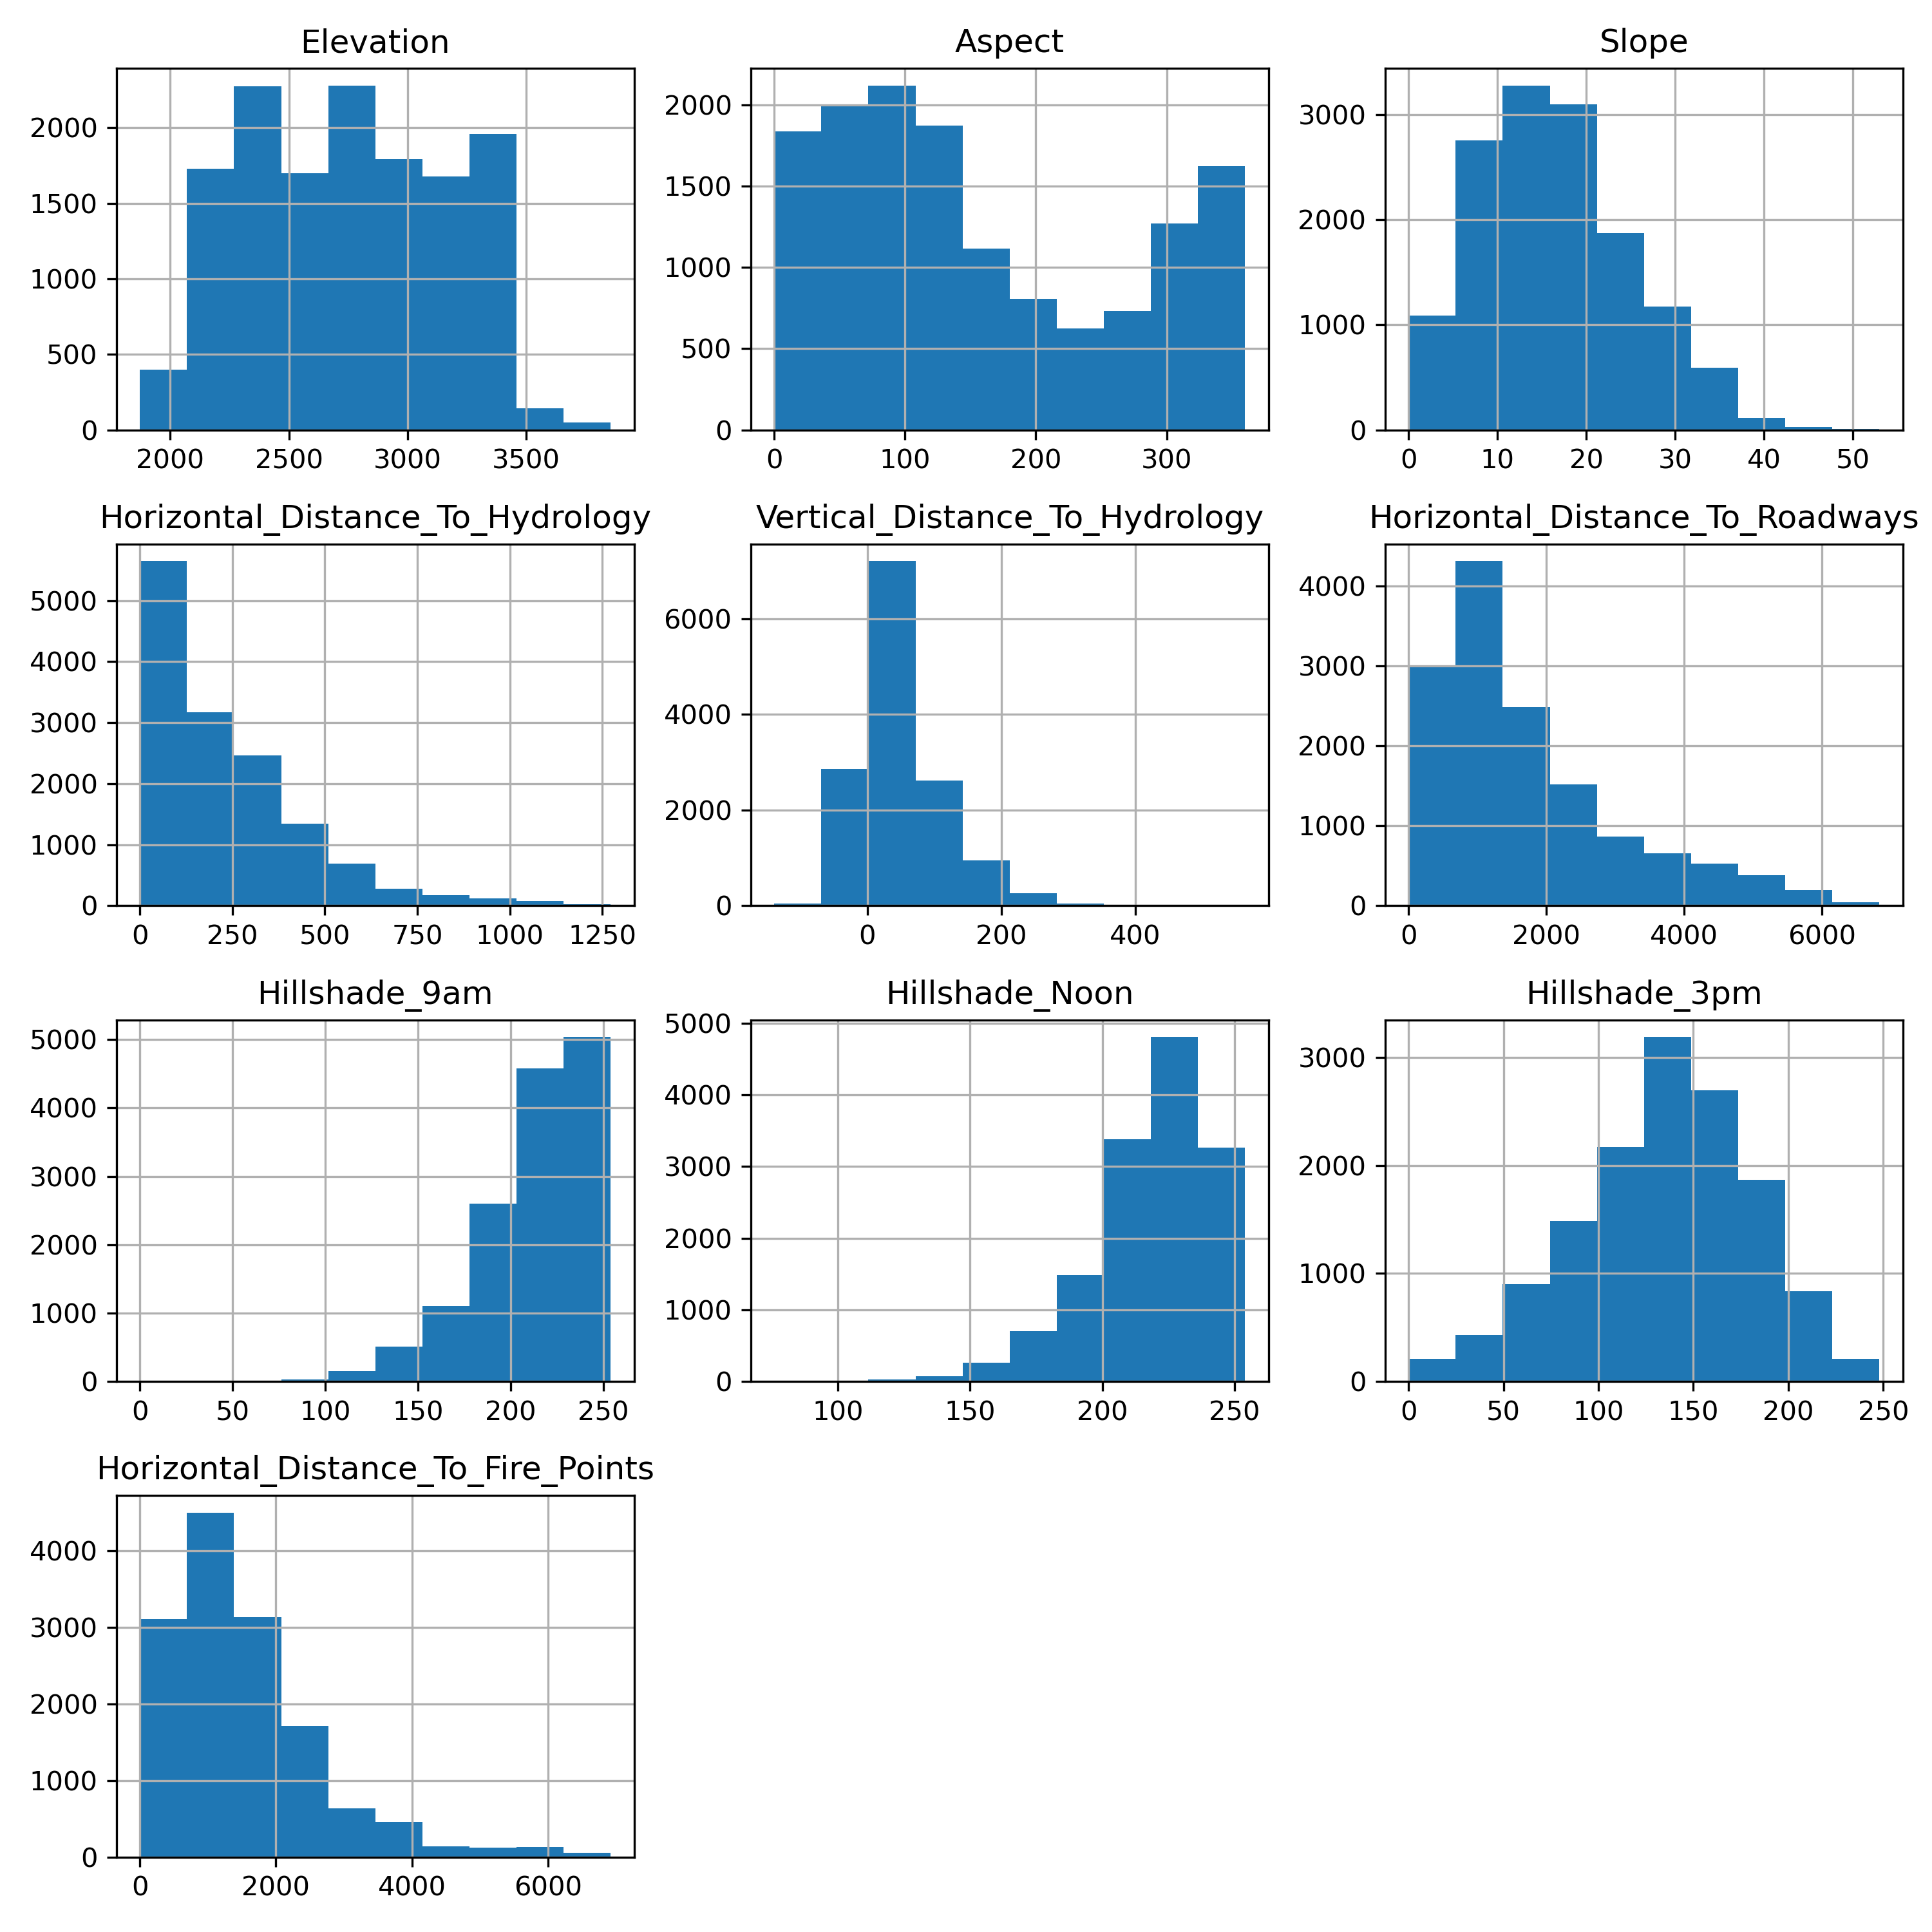 Elevation
2000
1500
1000
500
0
2000 2500 3000 3500
Aspect
2000
1500
1000
500
0
0 100 200 300
Slope
3000
2000
1000
0
0 10 20 30 40 50
Horizontal_Distance_To_Hydrology
5000
4000
3000
2000
1000
0
0 250 500 750 1000 1250
Vertical_Distance_To_Hydrology
6000
4000
2000
0
0 200 400
Horizontal_Distance_To_Roadways
4000
3000
2000
1000
0
0 2000 4000 6000
Hillshade_9am
5000
4000
3000
2000
1000
0
0 50 100 150 200 250
Hillshade_Noon
5000
4000
3000
2000
1000
0
100 150 200 250
Hillshade_3pm
3000
2000
1000
0
0 50 100 150 200 250
Horizontal_Distance_To_Fire_Points
4000
3000
2000
1000
0
0 2000 4000 6000